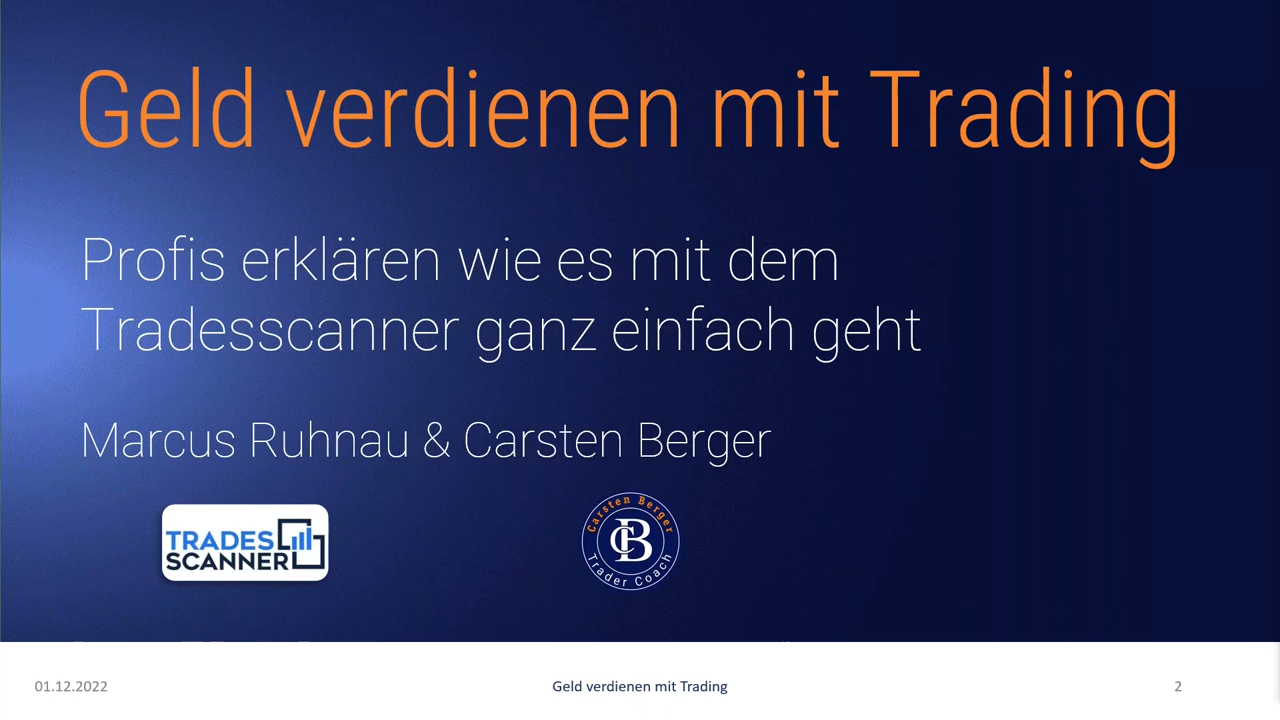 Geld verdienen mit Trading
Profis erklären wie es mit dem
Tradesscanner ganz einfach geht
Marcus Ruhnau & Carsten Berger
TRADES
SCANNER
Carsten Berger
CB
Trader Coach
01.12.2022
Geld verdienen mit Trading
2